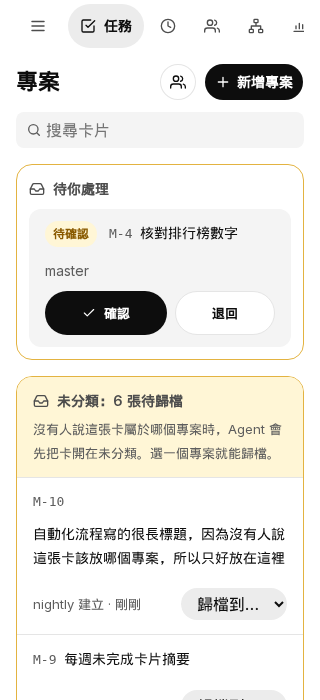 任務
專案
新增專案
搜尋卡片
待你處理
待確認 M-4 核對排行榜數字
master
確認
退回
未分類：6 張待歸檔
沒有人說這張卡屬於哪個專案時，Agent 會
先把卡開在未分類。選一個專案就能歸檔。
M-10
自動化流程寫的很長標題，因為沒有人說
這張卡該放哪個專案，所以只好放在這裡
nightly 建立 · 剛剛
歸檔到...
M-9 每週未完成卡片摘要